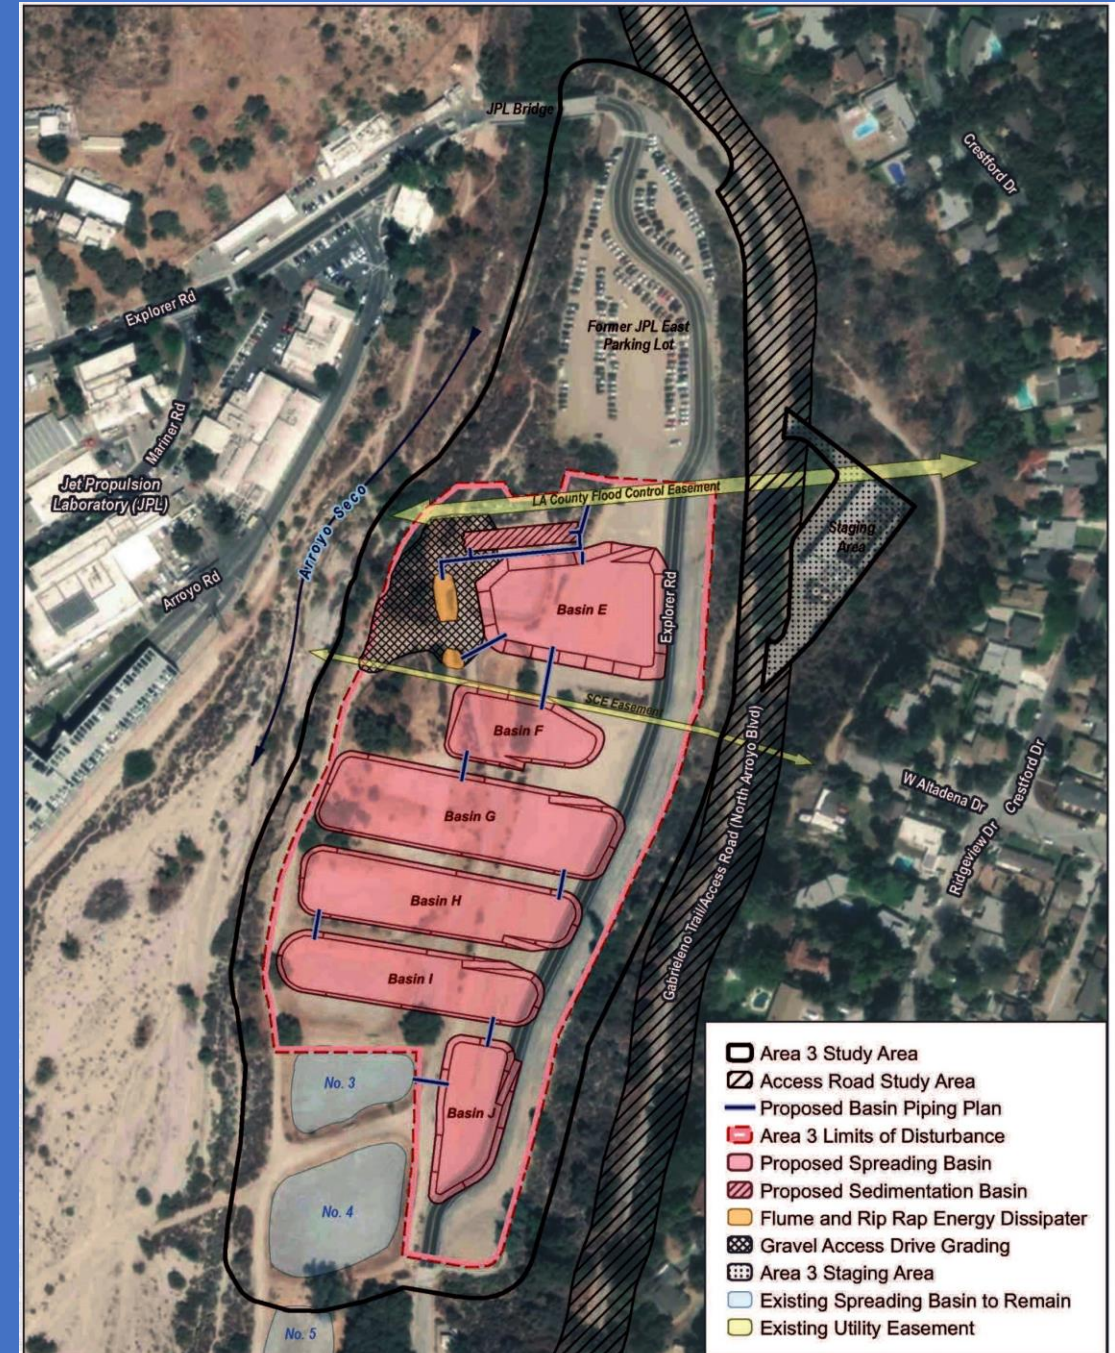 JPL Bridge
Crestford Dr
Explorer Rd
Former JPL East
Parking Lot
Mariner Rd
Jet Propulsion
Laboratory (JPL)
LA County Flood Control Easement
Arroyo Seco
Staging
Area
Arroyo Rd
Basin E
Explorer Rd
SCE Easement
Basin F
Gabrieleno Trail/Access Road (North Arroyo Blvd)
W Altadena Dr
Crestford Dr
Ridgeview Dr
Basin G
Basin H
Basin I
No. 3
Basin J
No. 4
No. 5
Area 3 Study Area
Access Road Study Area
Proposed Basin Piping Plan
Area 3 Limits of Disturbance
Proposed Spreading Basin
Proposed Sedimentation Basin
Flume and Rip Rap Energy Dissipater
Gravel Access Drive Grading
Area 3 Staging Area
Existing Spreading Basin to Remain
Existing Utility Easement